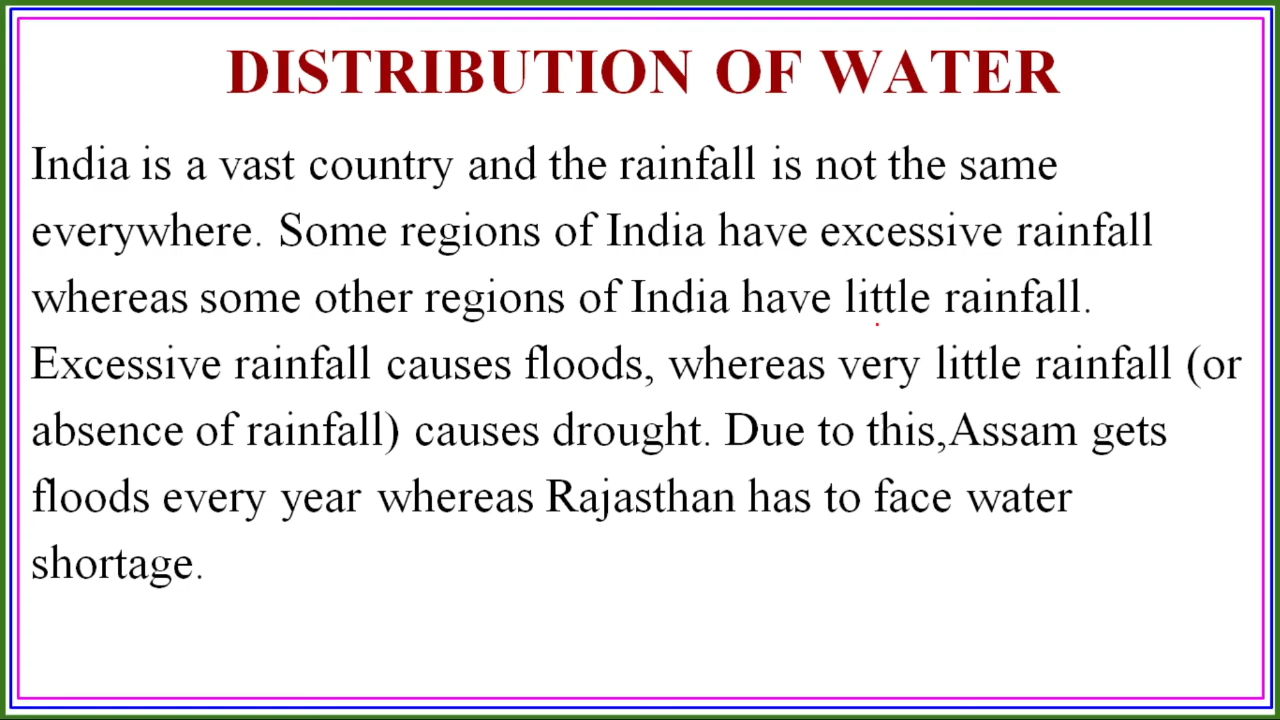 DISTRIBUTION OF WATER
India is a vast country and the rainfall is not the same
everywhere. Some regions of India have excessive rainfall
whereas some other regions of India have little rainfall.
Excessive rainfall causes floods, whereas very little rainfall (or
absence of rainfall) causes drought. Due to this,Assam gets
floods every year whereas Rajasthan has to face water
shortage.